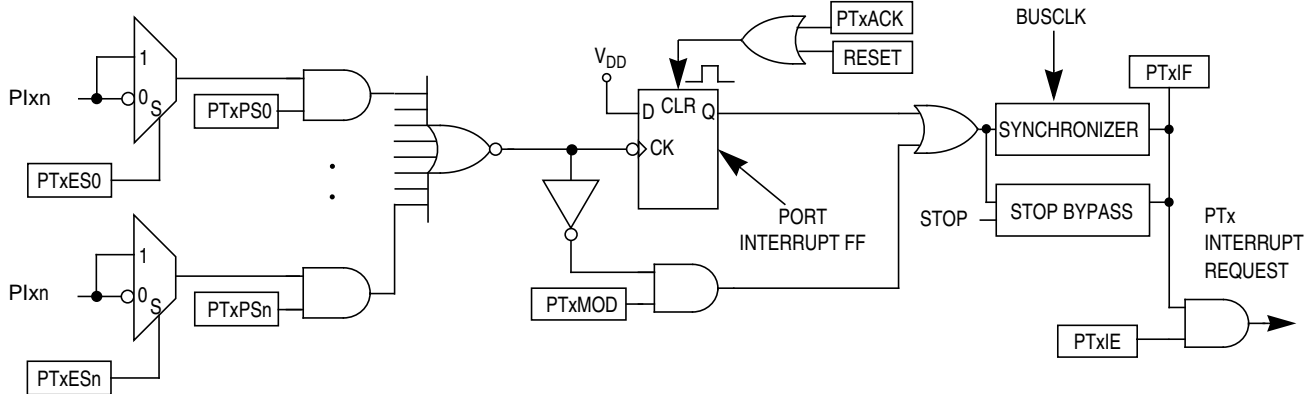 PIxn
1
0
S
PTxES0
PTxPS0
PIxn
1
0
S
PTxESn
PTxPSn
VDD
D CLR Q
CK
PTxACK
RESET
PORT
INTERRUPT FF
PTxMOD
BUSCLK
SYNCHRONIZER
STOP BYPASS
STOP
PTxIF
PTx
INTERRUPT
REQUEST
PTxIE